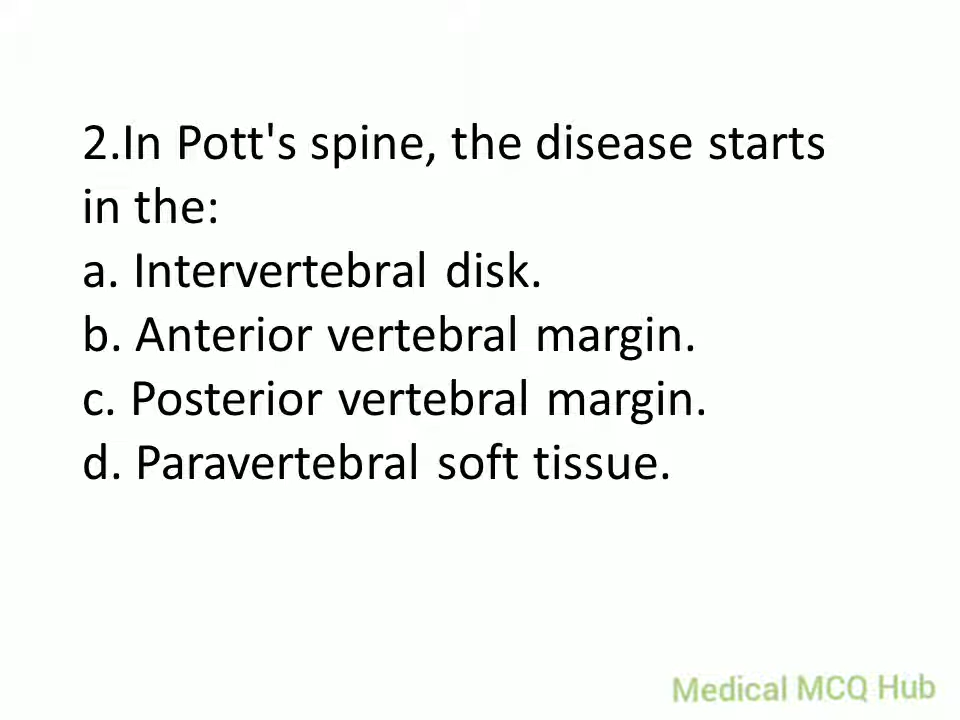 2.In Pott's spine, the disease starts
in the:
a. Intervertebral disk.
b. Anterior vertebral margin.
c. Posterior vertebral margin.
d. Paravertebral soft tissue.
Medical MCQ Hub